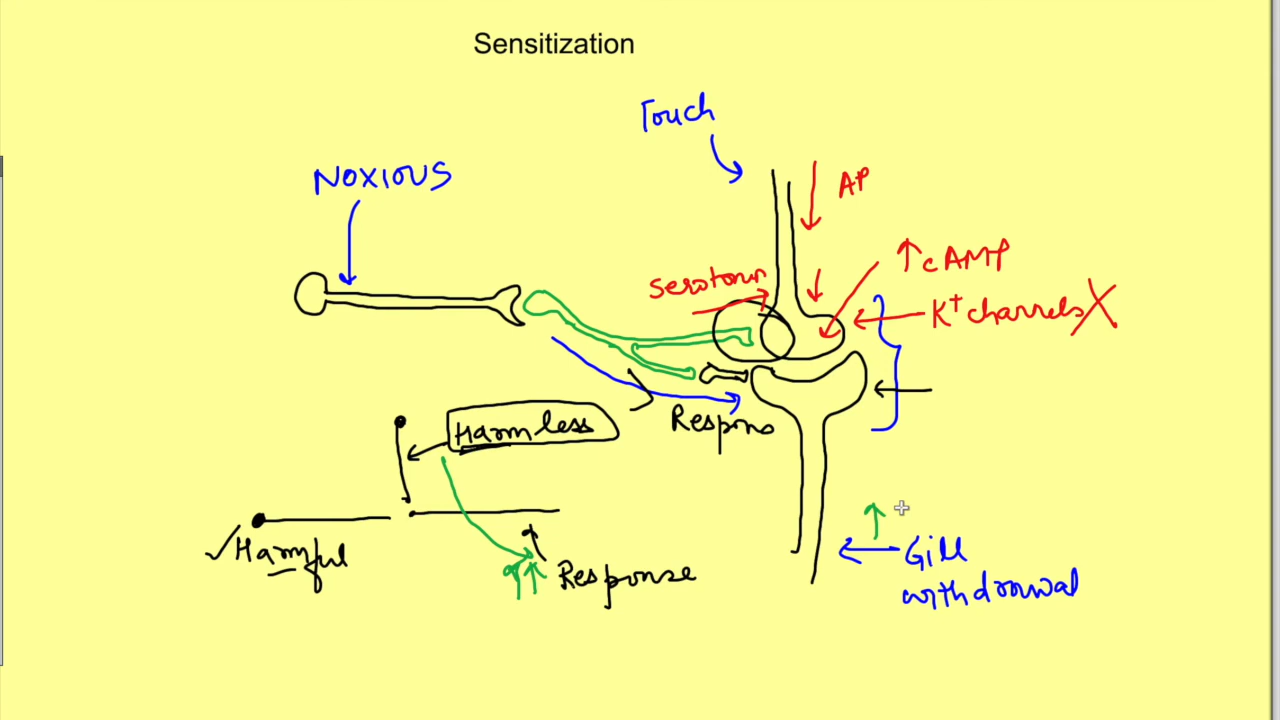 Sensitization
Touch
NOXIOUS
AP
↑cAMP
Serotonin
K+ channels X
Respons
Harmless
✓Harmful
Response
Gill
withdrawal